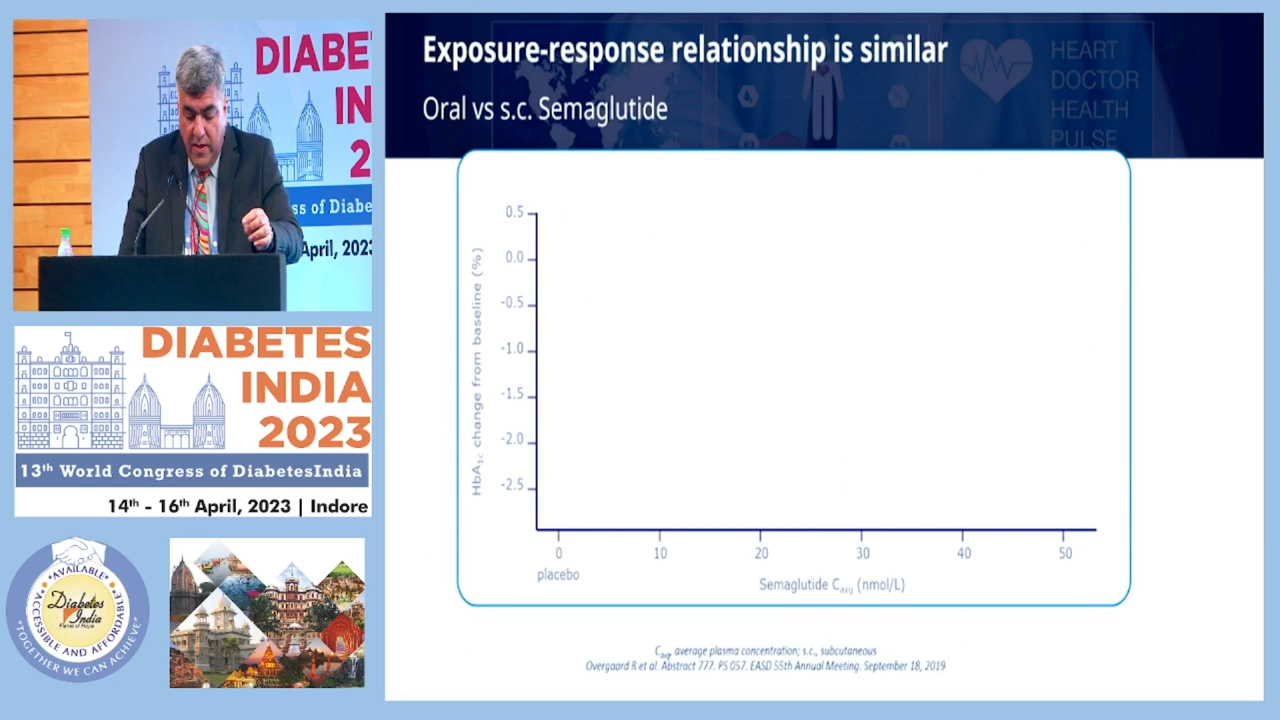 DIABE
IN
2
ss of Diabe
April, 2023
DIABETES
INDIA
2023
13th World Congress of DiabetesIndia
14th - 16th April, 2023 | Indore
"AVAILABLE"
"ACCESSIBLE AND AFFORDABLE"
"TOGETHER WE CAN ACHIEVE"
Diabetes
India
Exposure-response relationship is similar
Oral vs s.c. Semaglutide
HEART
DOCTOR
HEALTH
PULSE
HbA1c change from baseline (%)
0.5
0.0
-0.5
-1.0
-1.5
-2.0
-2.5
0 10 20 30 40 50
placebo
Semaglutide Cavg (nmol/L)
Cavg, average plasma concentration; s.c., subcutaneous
Overgaard R et al. Abstract 777. PS 057. EASD 55th Annual Meeting. September 18, 2019